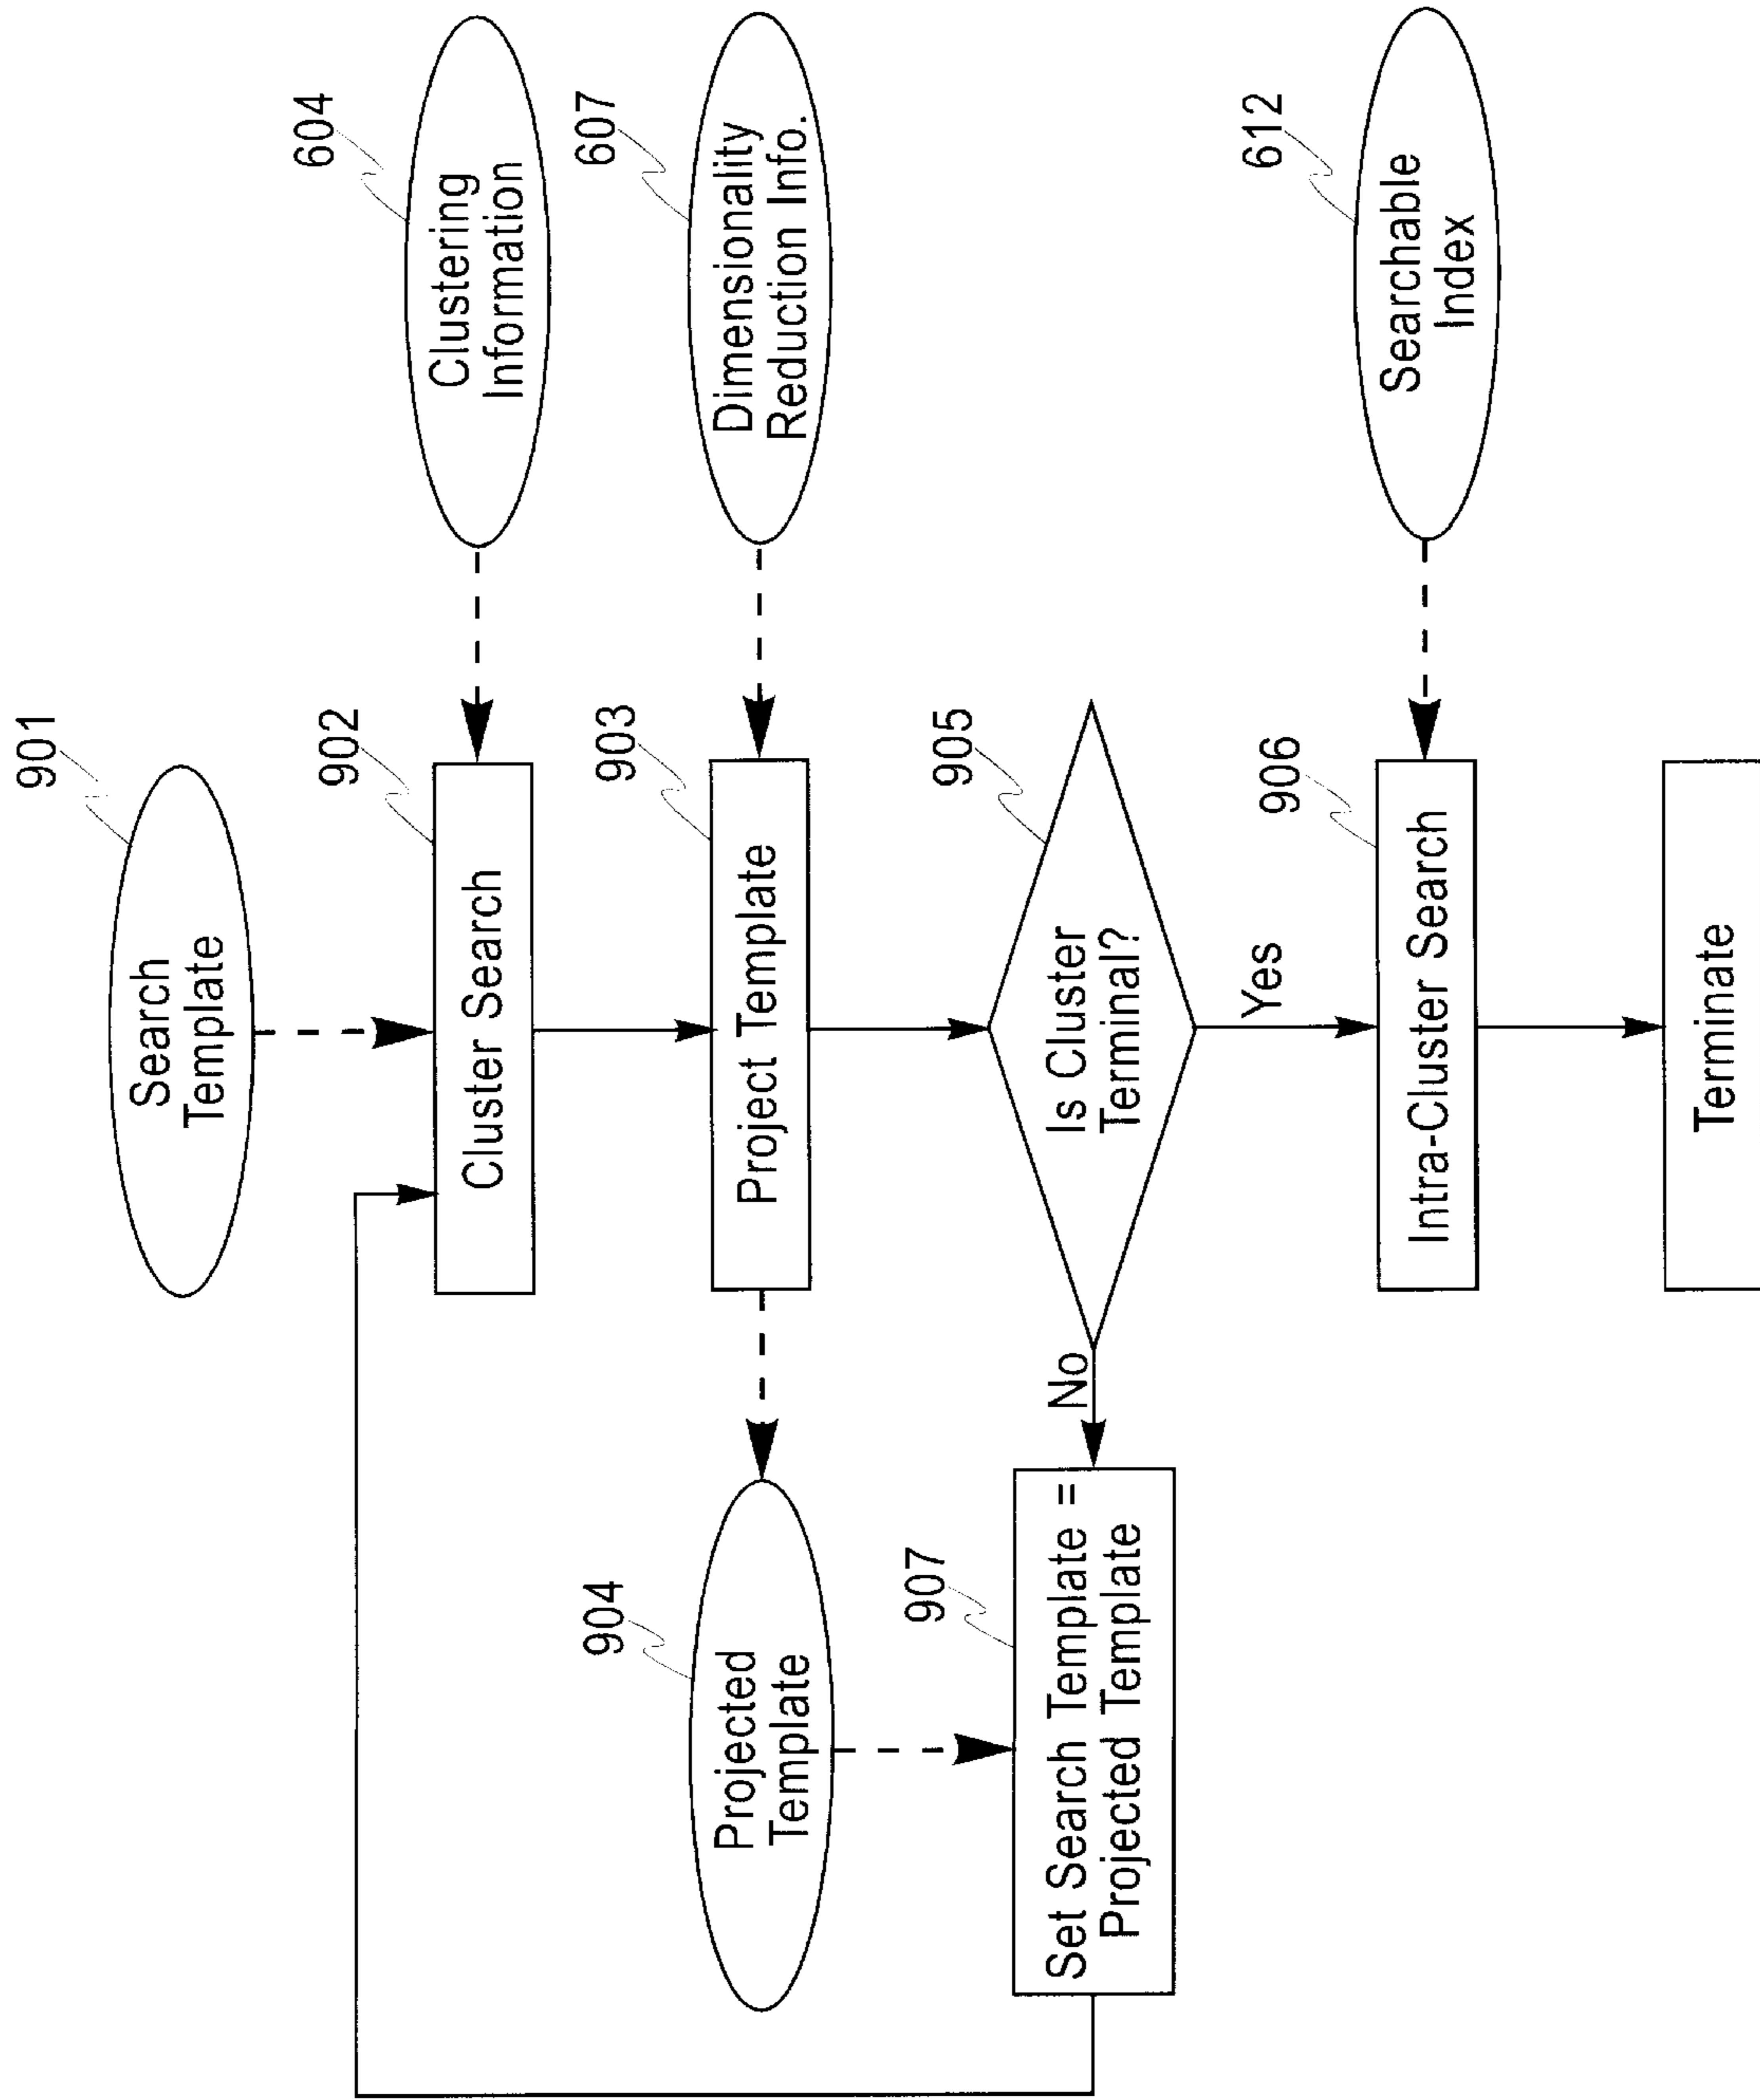 901
Search
Template
604
902
Cluster Search
Clustering
Information
607
903
Project Template
Dimensionality
Reduction Info.
904
Projected
Template
905
Is Cluster
Terminal?
No
Yes
907
Set Search Template =
Projected Template
906
Intra-Cluster Search
612
Searchable
Index
Terminate